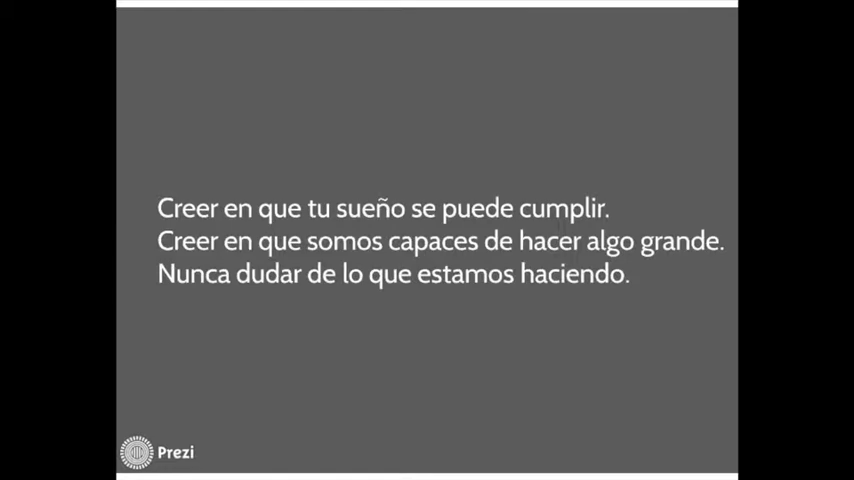 Creer en que tu sueño se puede cumplir.
Creer en que somos capaces de hacer algo grande.
Nunca dudar de lo que estamos haciendo.
Prezi